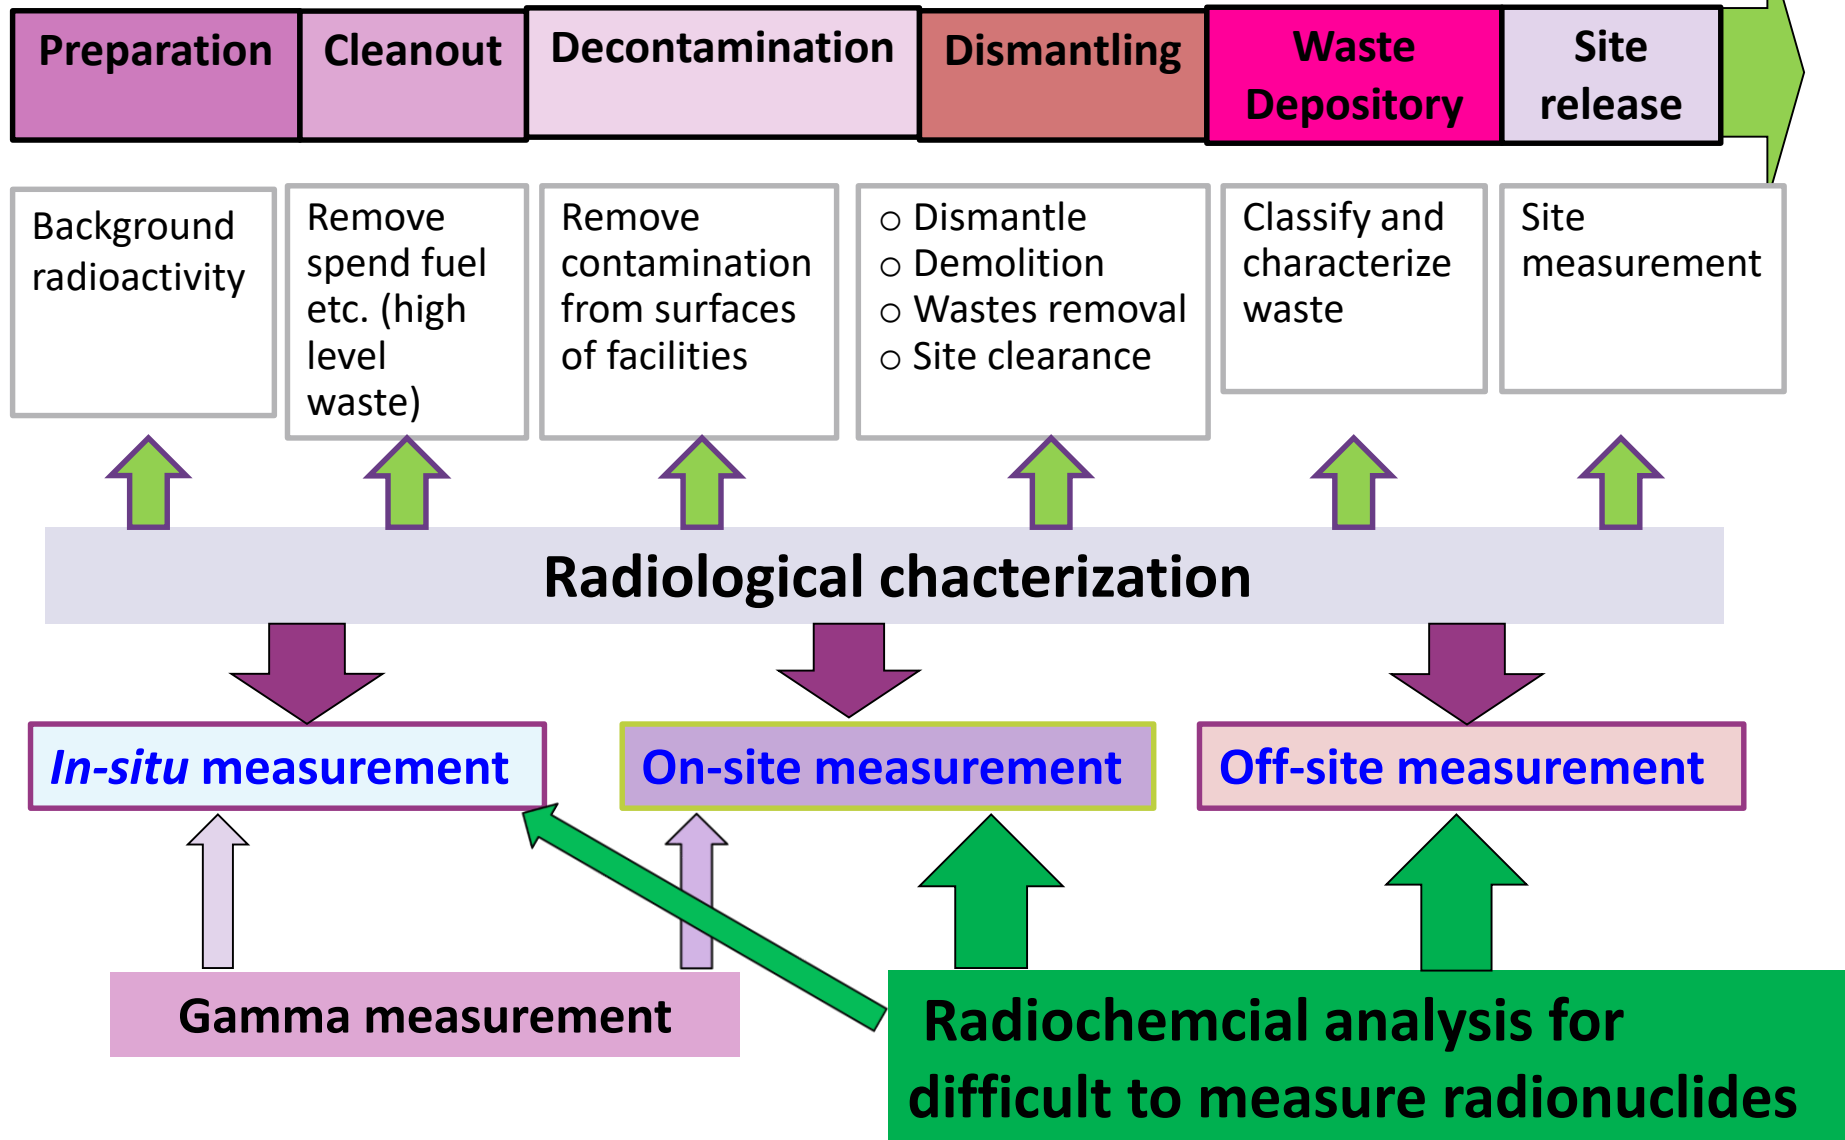 Preparation
Cleanout
Decontamination
Dismantling
Waste
Depository
Site
release
Background
radioactivity
Remove
spend fuel
etc. (high
level
waste)
Remove
contamination
from surfaces
of facilities
o Dismantle
o Demolition
o Wastes removal
o Site clearance
Classify and
characterize
waste
Site
measurement
Radiological chacterization
In-situ measurement
On-site measurement
Off-site measurement
Gamma measurement
Radiochemcial analysis for
difficult to measure radionuclides